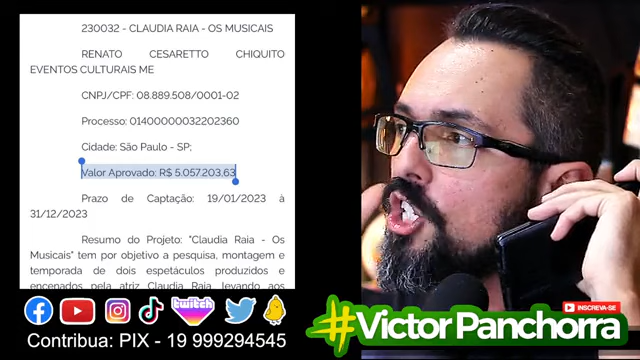 230032 - CLAUDIA RAIA - OS MUSICAIS
RENATO CESARETTO CHIQUITO
EVENTOS CULTURAIS ME
CNPJ/CPF: 08.889.508/0001-02
Processo: 01400000032202360
Cidade: São Paulo - SP;
Valor Aprovado: R$ 5.057.203,63
Prazo de Captação: 19/01/2023 à
31/12/2023
Resumo do Projeto: "Claudia Raia - Os
Musicais" tem por objetivo a pesquisa, montagem e
temporada de dois espetáculos produzidos e
encenados pela atriz Claudia Raia, levando aos
twitch
INSCREVA-SE
Contribua: PIX - 19 999294545
#VictorPanchorra